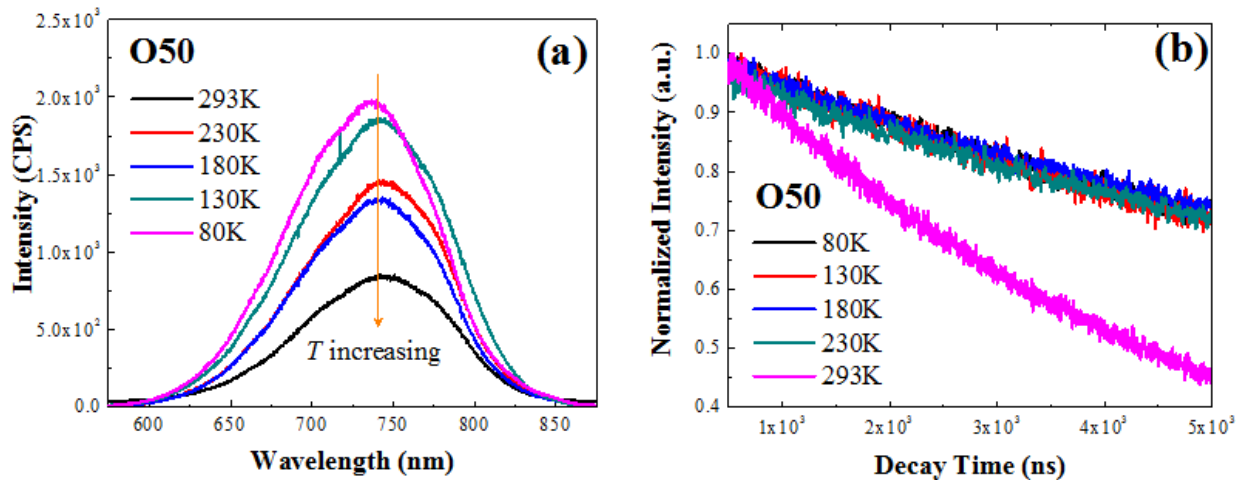 O50
(a)
293K
230K
180K
130K
80K
T increasing
Intensity (CPS)
2.5x10³
2.0x10³
1.5x10³
1.0x10³
5.0x10²
0.0
600 650 700 750 800 850
Wavelength (nm)
(b)
O50
80K
130K
180K
230K
293K
Normalized Intensity (a.u.)
1.0
0.9
0.8
0.7
0.6
0.5
0.4
1x10³ 2x10³ 3x10³ 4x10³ 5x10³
Decay Time (ns)